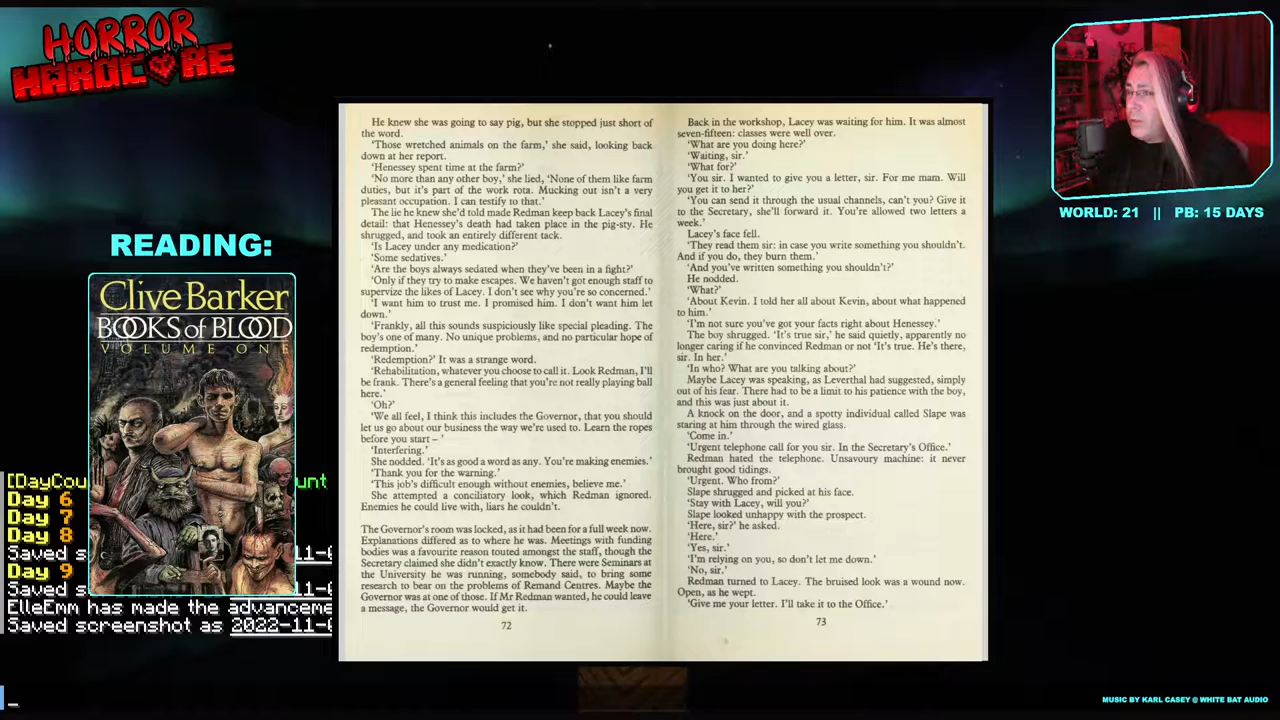 HORROR
HARDCORE
READING:
Clive Barker
BOOKS of BLOOD
VOLUME ONE
[DayCou
unt
Day 6
Day 7
Day 8
Saved s
11-0
Day 9
Saved s
11-0
ElleEmm has made the advanceme
Saved screenshot as 2022-11-0
He knew she was going to say pig, but she stopped just short of
the word.
'Those wretched animals on the farm,' she said, looking back
down at her report.
'Henessey spent time at the farm?'
'No more than any other boy,' she lied, 'None of them like farm
duties, but it's part of the work rota. Mucking out isn't a very
pleasant occupation. I can testify to that.'
The lie he knew she'd told made Redman keep back Lacey's final
detail: that Henessey's death had taken place in the pig-sty. He
shrugged, and took an entirely different tack.
'Is Lacey under any medication?'
'Some sedatives.'
'Are the boys always sedated when they've been in a fight?'
'Only if they try to make escapes. We haven't got enough staff to
supervize the likes of Lacey. I don't see why you're so concerned.'
'I want him to trust me. I promised him. I don't want him let
down.'
'Frankly, all this sounds suspiciously like special pleading. The
boy's one of many. No unique problems, and no particular hope of
redemption.'
'Redemption?' It was a strange word.
'Rehabilitation, whatever you choose to call it. Look Redman, I'll
be frank. There's a general feeling that you're not really playing ball
here.'
'Oh?'
'We all feel, I think this includes the Governor, that you should
let us go about our business the way we're used to. Learn the ropes
before you start – '
'Interfering.'
She nodded. 'It's as good a word as any. You're making enemies.'
'Thank you for the warning.'
'This job's difficult enough without enemies, believe me.'
She attempted a conciliatory look, which Redman ignored.
Enemies he could live with, liars he couldn't.
The Governor's room was locked, as it had been for a full week now.
Explanations differed as to where he was. Meetings with funding
bodies was a favourite reason touted amongst the staff, though the
Secretary claimed she didn't exactly know. There were Seminars at
the University he was running, somebody said, to bring some
research to bear on the problems of Remand Centres. Maybe the
Governor was at one of those. If Mr Redman wanted, he could leave
a message, the Governor would get it.
72
Back in the workshop, Lacey was waiting for him. It was almost
seven-fifteen: classes were well over.
'What are you doing here?'
'Waiting, sir.'
'What for?'
'You sir. I wanted to give you a letter, sir. For me mam. Will
you get it to her?'
'You can send it through the usual channels, can't you? Give it
to the Secretary, she'll forward it. You're allowed two letters a
week.'
Lacey's face fell.
'They read them sir: in case you write something you shouldn't.
And if you do, they burn them.'
'And you've written something you shouldn't?'
He nodded.
'What?'
'About Kevin. I told her all about Kevin, about what happened
to him.'
'I'm not sure you've got your facts right about Henessey.'
The boy shrugged. 'It's true sir,' he said quietly, apparently no
longer caring if he convinced Redman or not 'It's true. He's there,
sir. In her.'
'In who? What are you talking about?'
Maybe Lacey was speaking, as Leverthal had suggested, simply
out of his fear. There had to be a limit to his patience with the boy,
and this was just about it.
A knock on the door, and a spotty individual called Slape was
staring at him through the wired glass.
'Come in.'
'Urgent telephone call for you sir. In the Secretary's Office.'
Redman hated the telephone. Unsavoury machine: it never
brought good tidings.
'Urgent. Who from?'
Slape shrugged and picked at his face.
'Stay with Lacey, will you?'
Slape looked unhappy with the prospect.
'Here, sir?' he asked.
'Here.'
'Yes, sir.'
'I'm relying on you, so don't let me down.'
'No, sir.'
Redman turned to Lacey. The bruised look was a wound now.
Open, as he wept.
'Give me your letter. I'll take it to the Office.'
73
WORLD: 21 || PB: 15 DAYS
MUSIC BY KARL CASEY @ WHITE BAT AUDIO